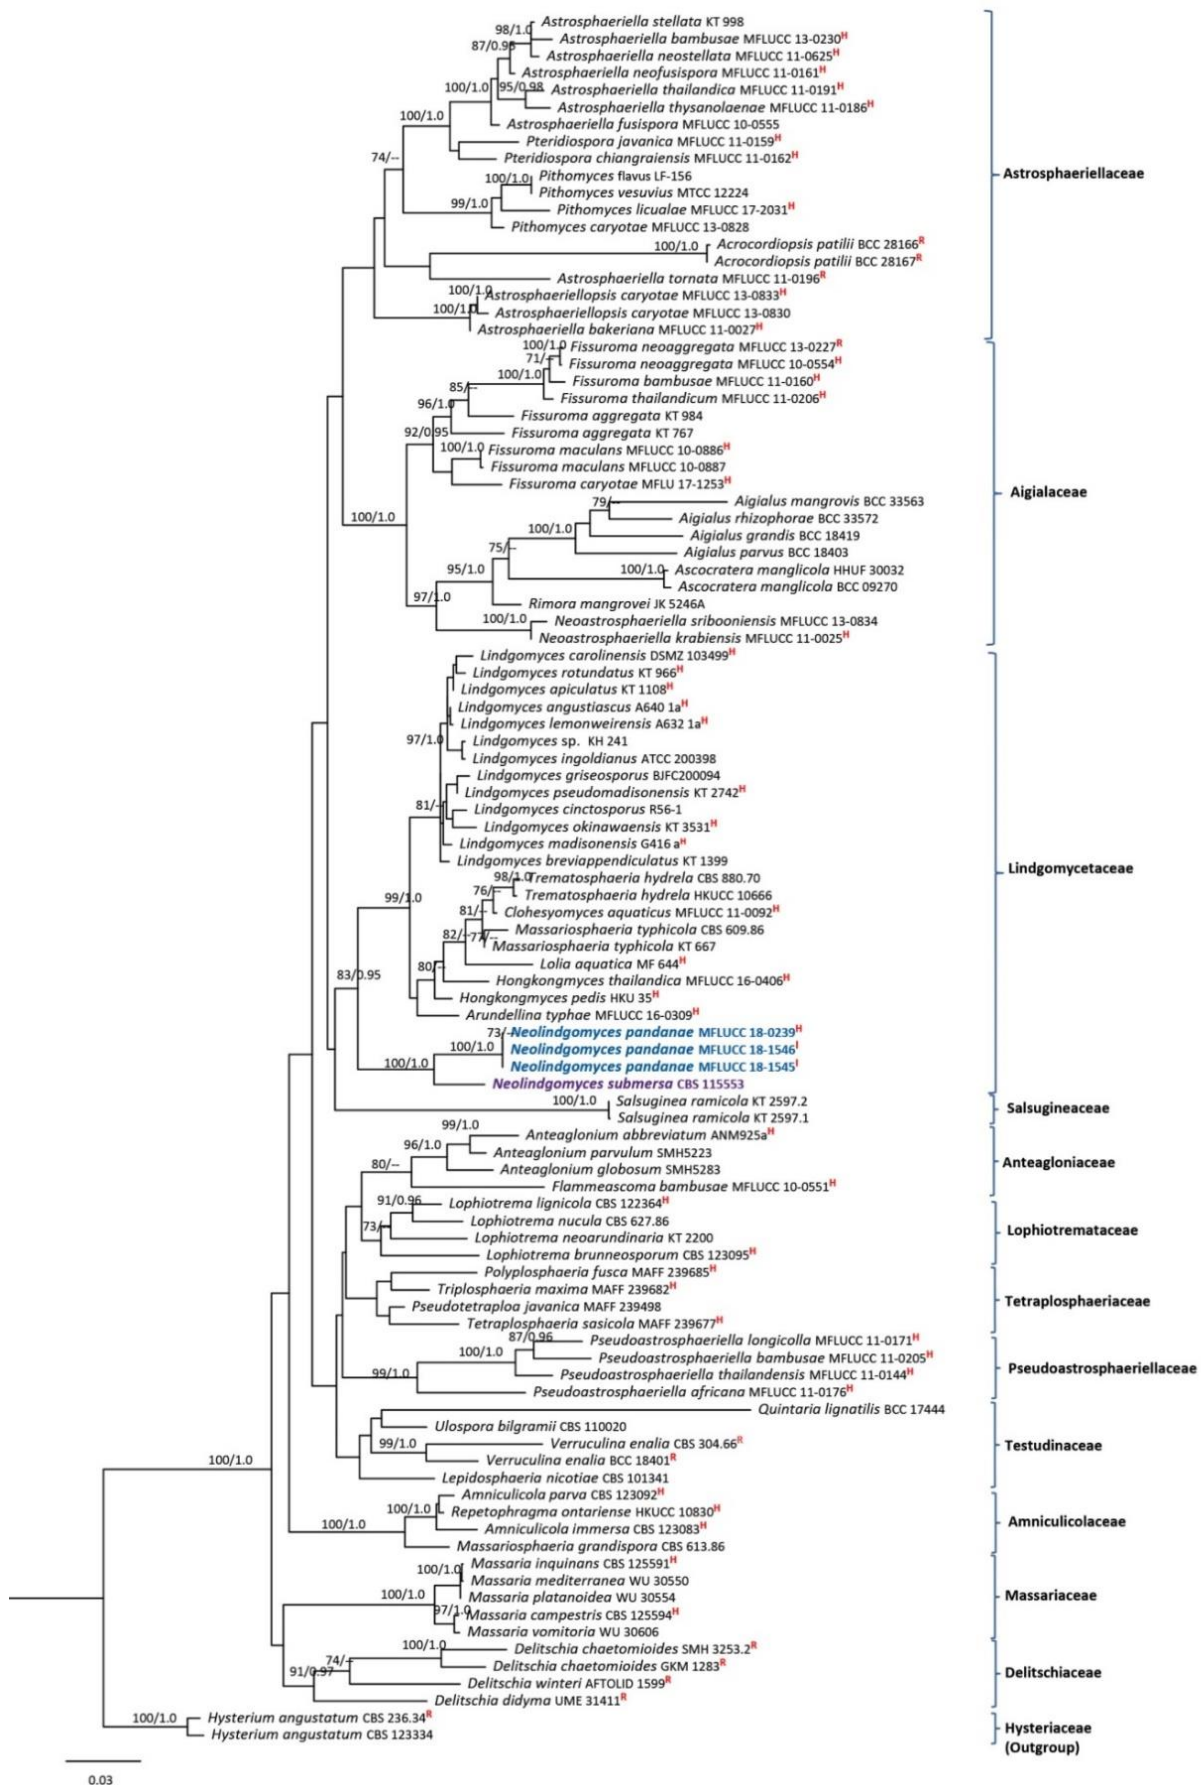 98/1.0
Astrosphaeriella stellata KT 998
Astrosphaeriella bambusae MFLUCC 13-0230H
87/0.95
Astrosphaeriella neostellata MFLUCC 11-0625H
Astrosphaeriella neofusispora MFLUCC 11-0161H
100/1.0
95/0.98
Astrosphaeriella thailandica MFLUCC 11-0191H
Astrosphaeriella thysanolaenae MFLUCC 11-0186H
100/1.0
Astrosphaeriella fusispora MFLUCC 10-0555
Pteridiospora javanica MFLUCC 11-0159H
74/--
Pteridiospora chiangraiensis MFLUCC 11-0162H
Astrosphaeriellaceae
100/1.0
Pithomyces flavus LF-156
Pithomyces vesuvius MTCC 12224
99/1.0
Pithomyces licualae MFLUCC 17-2031H
Pithomyces caryotae MFLUCC 13-0828
100/1.0
Acrocordiopsis patilii BCC 28166R
Acrocordiopsis patilii BCC 28167R
Astrosphaeriella tornata MFLUCC 11-0196R
100/1.0
Astrosphaeriellopsis caryotae MFLUCC 13-0833H
100/1.0
Astrosphaeriellopsis caryotae MFLUCC 13-0830
Astrosphaeriella bakeriana MFLUCC 11-0027H
100/1.0
Fissuroma neoaggregata MFLUCC 13-0227R
71/--
Fissuroma neoaggregata MFLUCC 10-0554H
100/1.0
Fissuroma bambusae MFLUCC 11-0160H
85/--
Fissuroma thailandicum MFLUCC 11-0206H
96/1.0
Fissuroma aggregata KT 984
92/0.95
Fissuroma aggregata KT 767
100/1.0
Fissuroma maculans MFLUCC 10-0886H
Fissuroma maculans MFLUCC 10-0887
Fissuroma caryotae MFLU 17-1253H
Aigialaceae
79/--
Aigialus mangrovis BCC 33563
100/1.0
Aigialus rhizophorae BCC 33572
100/1.0
Aigialus grandis BCC 18419
75/--
Aigialus parvus BCC 18403
95/1.0
100/1.0
Ascocratera manglicola HHUF 30032
Ascocratera manglicola BCC 09270
97/1.0
Rimora mangrovei JK 5246A
100/1.0
Neoastrosphaeriella sribooniensis MFLUCC 13-0834
Neoastrosphaeriella krabiensis MFLUCC 11-0025H
Lindgomyces carolinensis DSMZ 103499H
Lindgomyces rotundatus KT 966H
Lindgomyces apiculatus KT 1108H
Lindgomyces angustiascus A640 1aH
Lindgomyces lemonweirensis A632 1aH
97/1.0
Lindgomyces sp. KH 241
Lindgomyces ingoldianus ATCC 200398
Lindgomyces griseosporus BJFC200094
Lindgomyces pseudomadisonensis KT 2742H
81/--
Lindgomyces cinctosporus R56-1
Lindgomyces okinawaensis KT 3531H
Lindgomyces madisonensis G416 aH
Lindgomyces breviappendiculatus KT 1399
Lindgomycetaceae
98/1.0
Trematosphaeria hydrela CBS 880.70
76/--
Trematosphaeria hydrela HKUCC 10666
99/1.0
81/--
Clohesyomyces aquaticus MFLUCC 11-0092H
Massariosphaeria typhicola CBS 609.86
82/--
77/--
Massariosphaeria typhicola KT 667
80/--
Lolia aquatica MF 644H
83/0.95
Hongkongmyces thailandica MFLUCC 16-0406H
Hongkongmyces pedis HKU 35H
Arundellina typhae MFLUCC 16-0309H
73/--
Neolindgomyces pandanae MFLUCC 18-0239H
100/1.0
Neolindgomyces pandanae MFLUCC 18-1546I
100/1.0
Neolindgomyces pandanae MFLUCC 18-1545I
Neolindgomyces submersa CBS 115553
100/1.0
Salsuginea ramicola KT 2597.2
Salsuginea ramicola KT 2597.1
Salsugineaceae
99/1.0
Anteaglonium abbreviatum ANM925aH
96/1.0
Anteaglonium parvulum SMH5223
80/--
Anteaglonium globosum SMH5283
Flammeascoma bambusae MFLUCC 10-0551H
Anteagloniaceae
91/0.96
Lophiotrema lignicola CBS 122364H
73/--
Lophiotrema nucula CBS 627.86
Lophiotrema neoarundinaria KT 2200
Lophiotrema brunneosporum CBS 123095H
Lophiotremataceae
Polyplosphaeria fusca MAFF 239685H
Triplosphaeria maxima MAFF 239682H
Pseudotetraploa javanica MAFF 239498
Tetraplosphaeria sasicola MAFF 239677H
Tetraplosphaeriaceae
87/0.96
Pseudoastrosphaeriella longicolla MFLUCC 11-0171H
100/1.0
Pseudoastrosphaeriella bambusae MFLUCC 11-0205H
99/1.0
Pseudoastrosphaeriella thailandensis MFLUCC 11-0144H
Pseudoastrosphaeriella africana MFLUCC 11-0176H
Pseudoastrosphaeriellaceae
Quintaria lignatilis BCC 17444
Ulospora bilgramii CBS 110020
99/1.0
Verruculina enalia CBS 304.66R
100/1.0
Verruculina enalia BCC 18401R
Lepidosphaeria nicotiae CBS 101341
Testudinaceae
Amniculicola parva CBS 123092H
100/1.0
Repetophragma ontariense HKUCC 10830H
100/1.0
Amniculicola immersa CBS 123083H
Massariosphaeria grandispora CBS 613.86
Amniculicolaceae
100/1.0
Massaria inquinans CBS 125591H
Massaria mediterranea WU 30550
100/1.0
Massaria platanoidea WU 30554
97/1.0
Massaria campestris CBS 125594H
Massaria vomitoria WU 30606
Massariaceae
100/1.0
Delitschia chaetomioides SMH 3253.2R
74/--
Delitschia chaetomioides GKM 1283R
91/0.97
Delitschia winteri AFTOLID 1599R
Delitschia didyma UME 31411R
Delitschiaceae
100/1.0
Hysterium angustatum CBS 236.34R
Hysterium angustatum CBS 123334
Hysteriaceae
(Outgroup)
0.03